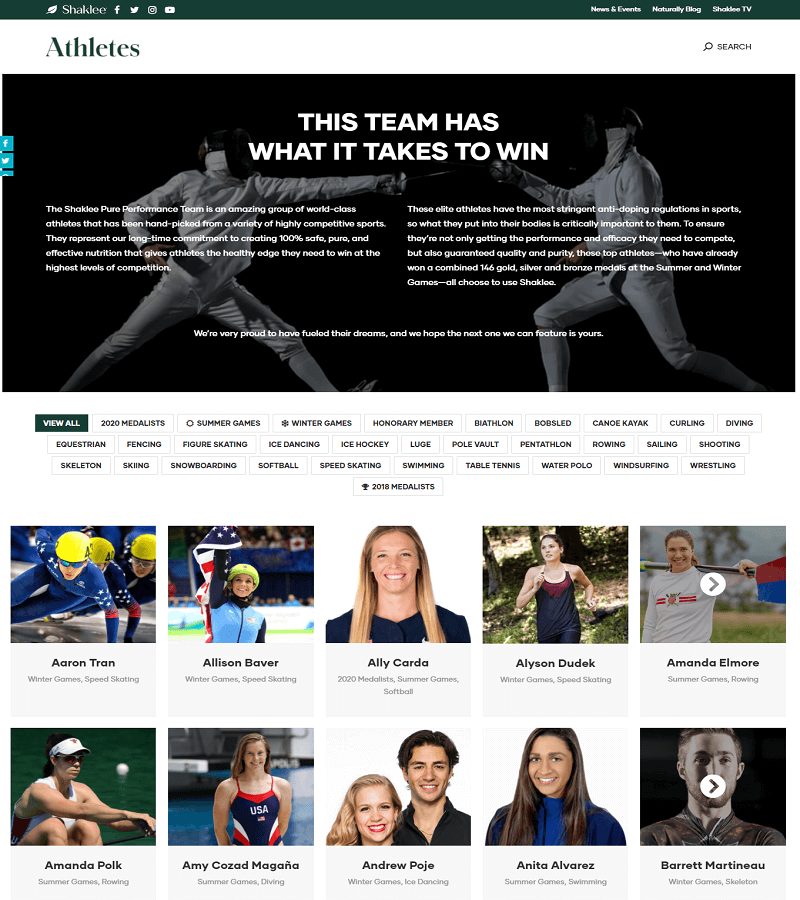 Shaklee
News & Events Naturally Blog Shaklee TV
Athletes
SEARCH
THIS TEAM HAS
WHAT IT TAKES TO WIN
The Shaklee Pure Performance Team is an amazing group of world-class
athletes that has been hand-picked from a variety of highly competitive sports.
They represent our long-time commitment to creating 100% safe, pure, and
effective nutrition that gives athletes the healthy edge they need to win at the
highest levels of competition.
These elite athletes have the most stringent anti-doping regulations in sports,
so what they put into their bodies is critically important to them. To ensure
they're not only getting the performance and efficacy they need to compete,
but also guaranteed quality and purity, these top athletes—who have already
won a combined 146 gold, silver and bronze medals at the Summer and Winter
Games—all choose to use Shaklee.
We're very proud to have fueled their dreams, and we hope the next one we can feature is yours.
VIEW ALL 2020 MEDALISTS SUMMER GAMES WINTER GAMES HONORARY MEMBER BIATHLON BOBSLED CANOE KAYAK CURLING DIVING
EQUESTRIAN FENCING FIGURE SKATING ICE DANCING ICE HOCKEY LUGE POLE VAULT PENTATHLON ROWING SAILING SHOOTING
SKELETON SKIING SNOWBOARDING SOFTBALL SPEED SKATING SWIMMING TABLE TENNIS WATER POLO WINDSURFING WRESTLING
2018 MEDALISTS
Aaron Tran
Winter Games, Speed Skating
Allison Baver
Winter Games, Speed Skating
Ally Carda
2020 Medalists, Summer Games,
Softball
Alyson Dudek
Winter Games, Speed Skating
Amanda Elmore
Summer Games, Rowing
Amanda Polk
Summer Games, Rowing
USA
Amy Cozad Magaña
Summer Games, Diving
Andrew Poje
Winter Games, Ice Dancing
Anita Alvarez
Summer Games, Swimming
Barrett Martineau
Winter Games, Skeleton